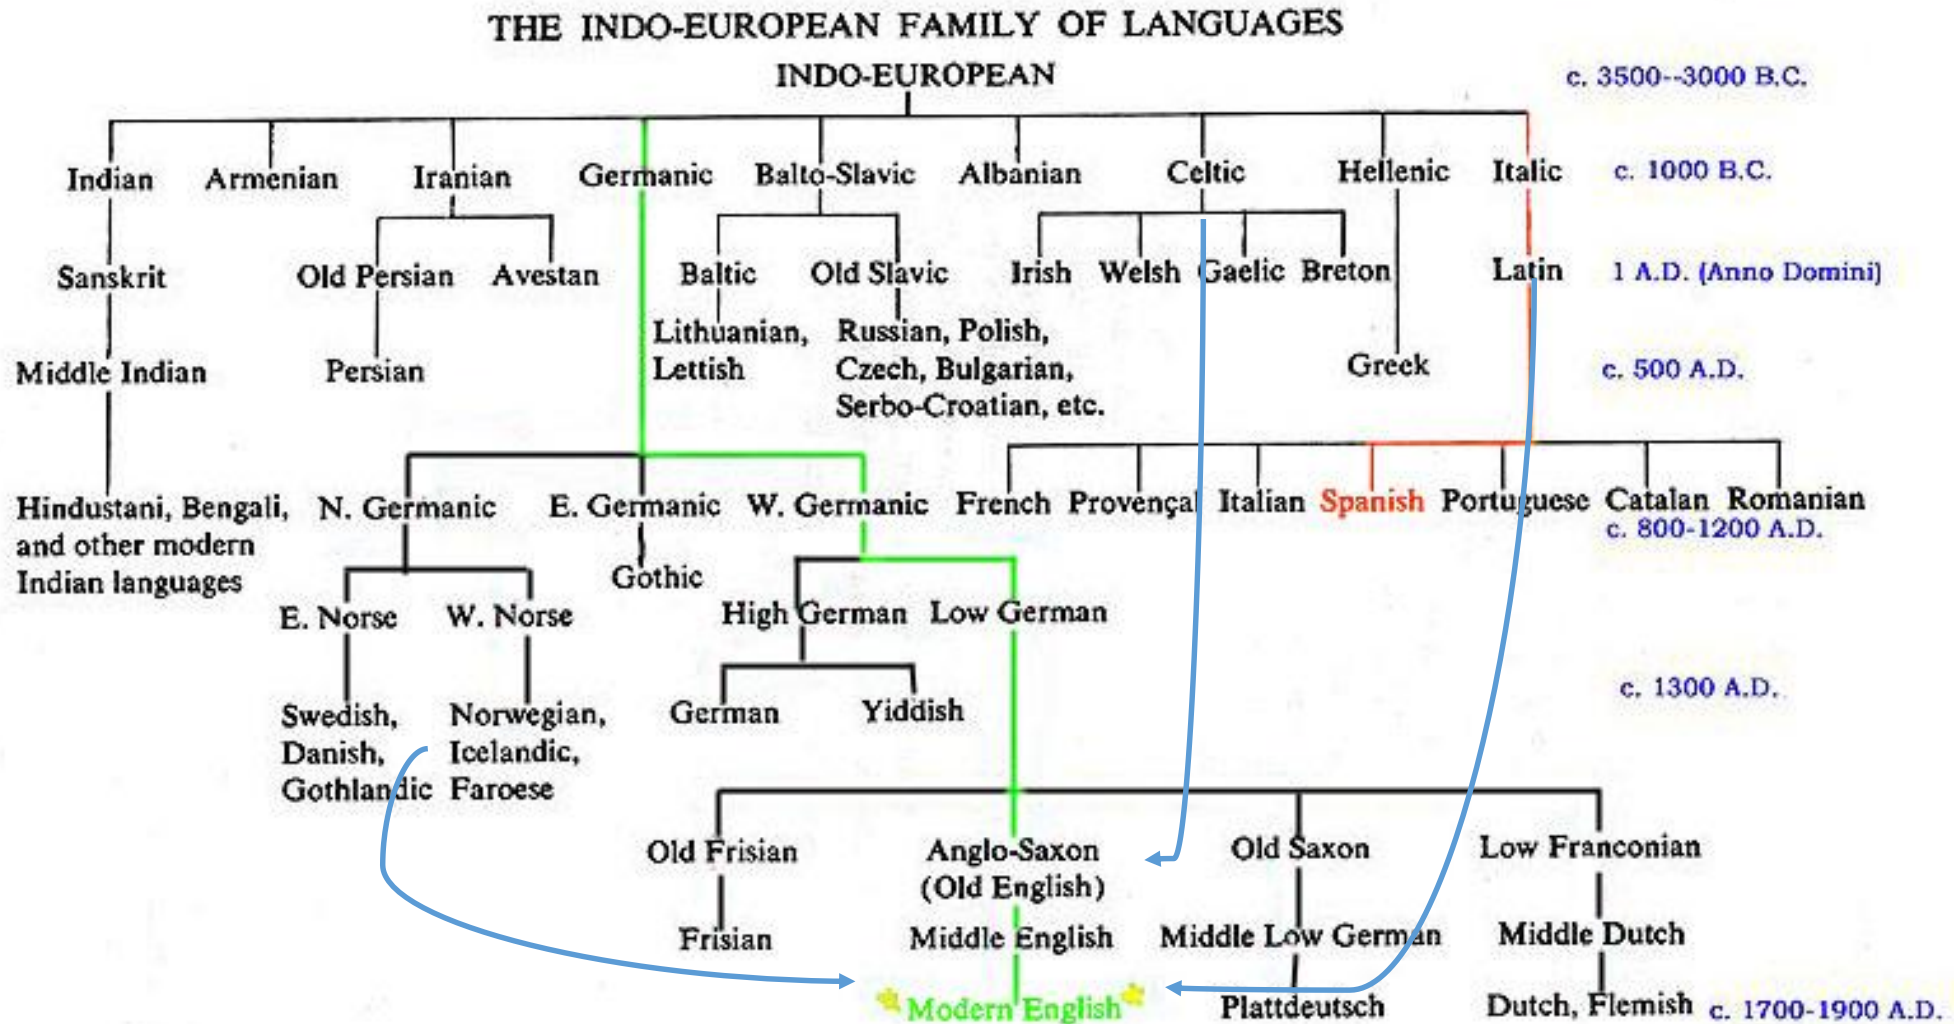 THE INDO-EUROPEAN FAMILY OF LANGUAGES
INDO-EUROPEAN
c. 3500--3000 B.C.
Indian
Armenian
Iranian
Germanic
Balto-Slavic
Albanian
Celtic
Hellenic
Italic
c. 1000 B.C.
Sanskrit
Old Persian
Avestan
Baltic
Old Slavic
Irish
Welsh
Gaelic
Breton
Latin
1 A.D. (Anno Domini)
Lithuanian,
Lettish
Russian, Polish,
Czech, Bulgarian,
Serbo-Croatian, etc.
Middle Indian
Persian
Greek
c. 500 A.D.
Hindustani, Bengali,
and other modern
Indian languages
N. Germanic
E. Germanic
W. Germanic
French
Provençal
Italian
Spanish
Portuguese
Catalan
Romanian
c. 800-1200 A.D.
Gothic
E. Norse
W. Norse
High German
Low German
c. 1300 A.D.
Swedish,
Danish,
Gothlandic
Norwegian,
Icelandic,
Faroese
German
Yiddish
Old Frisian
Anglo-Saxon
(Old English)
Old Saxon
Low Franconian
Frisian
Middle English
Middle Low German
Middle Dutch
Modern English
Plattdeutsch
Dutch, Flemish
c. 1700-1900 A.D.